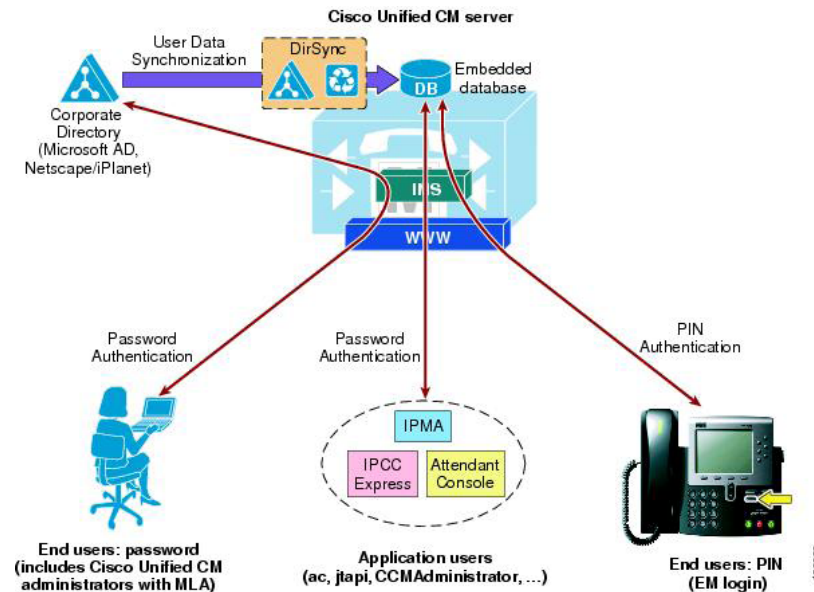 Cisco Unified CM server
User Data
Synchronization
DirSync
DB
Embedded
database
Corporate
Directory
(Microsoft AD,
Netscape/iPlanet)
IMS
WWW
Password
Authentication
Password
Authentication
PIN
Authentication
IPMA
IPCC
Express
Attendant
Console
End users: password
(includes Cisco Unified CM
administrators with MLA)
Application users
(ac, jtapi, CCMAdministrator, ...)
End users: PIN
(EM login)